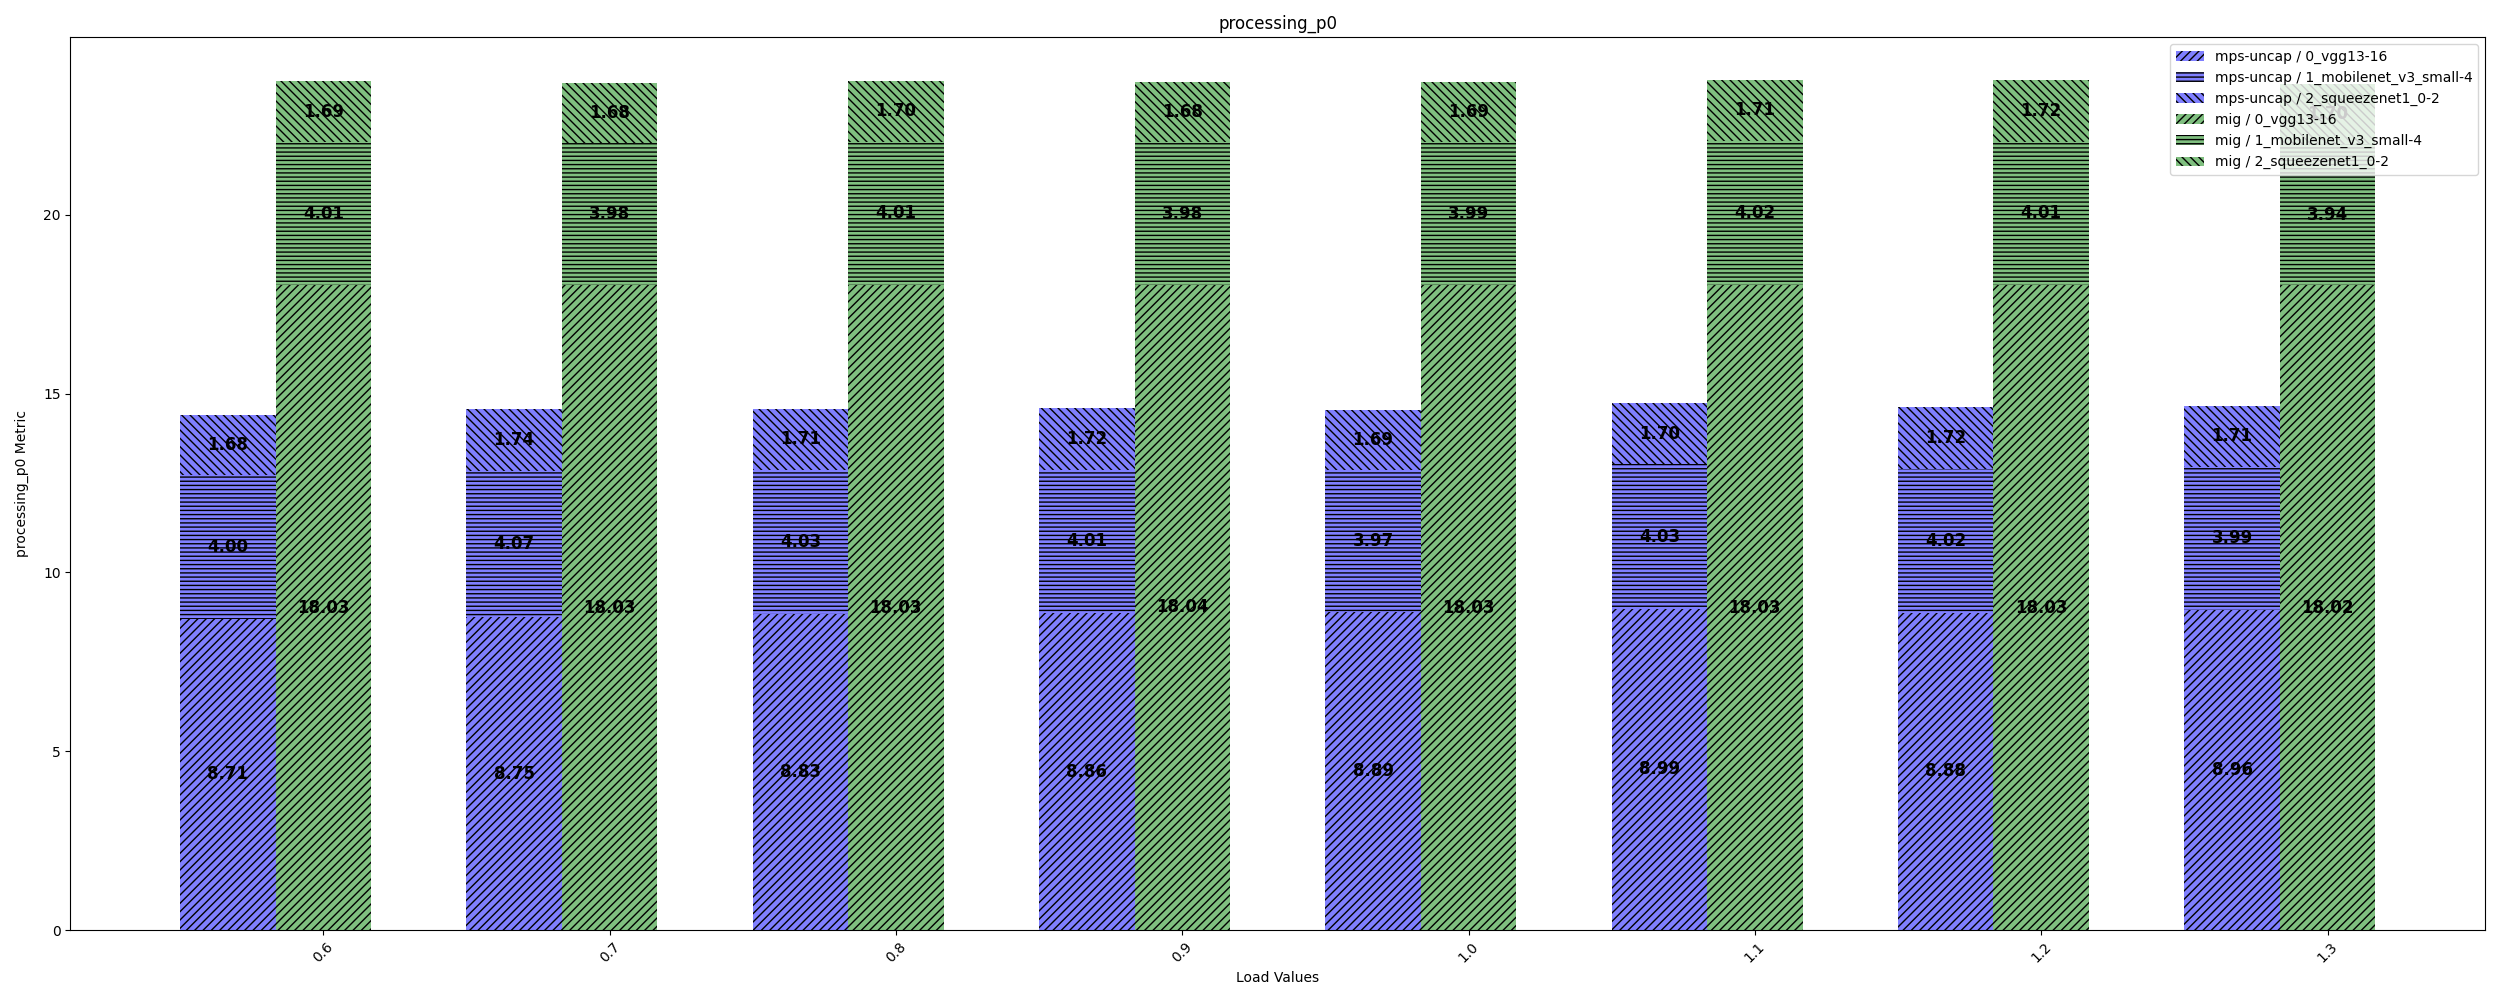 processing_p0
mps-uncap / 0_vgg13-16
mps-uncap / 1_mobilenet_v3_small-4
mps-uncap / 2_squeezenet1_0-2
mig / 0_vgg13-16
mig / 1_mobilenet_v3_small-4
mig / 2_squeezenet1_0-2
processing_p0 Metric
20
15
10
5
0
1.69 1.68 1.70 1.68 1.69 1.71 1.72
4.01 3.98 4.01 3.98 3.99 4.02 4.01 3.94
1.68 1.74 1.71 1.72 1.69 1.70 1.72 1.71
4.00 4.07 4.03 4.01 3.97 4.03 4.02 3.99
18.03 18.03 18.03 18.04 18.03 18.03 18.03 18.02
8.71 8.75 8.83 8.86 8.89 8.99 8.88 8.96
0.6 0.7 0.8 0.9 1.0 1.1 1.2 1.3
Load Values